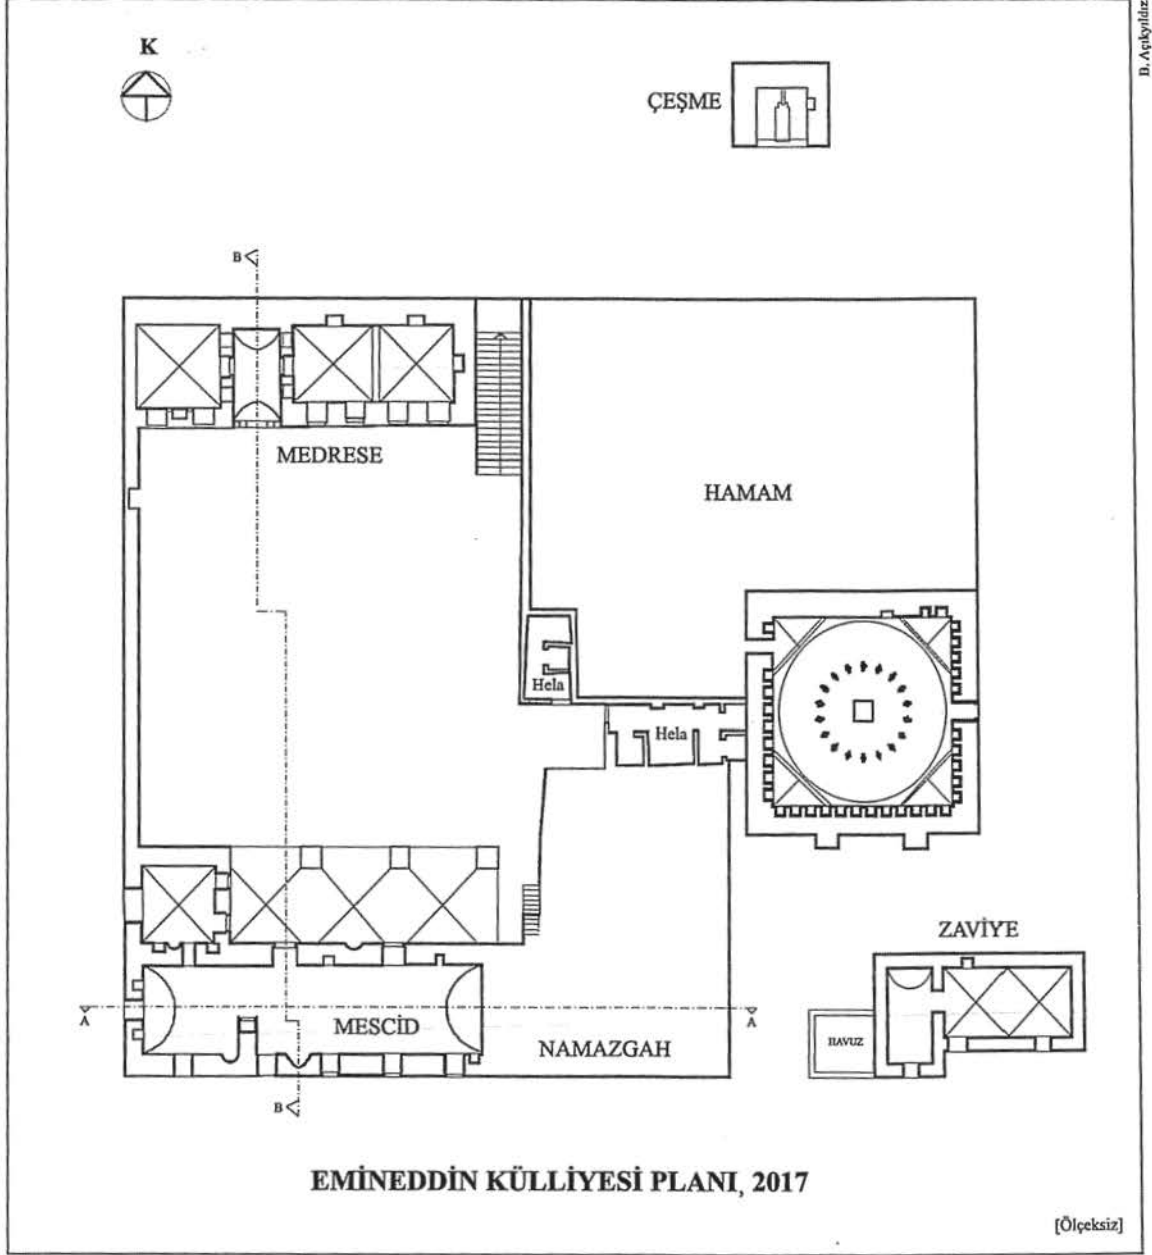 B. Açıkyıldız
K
ÇEŞME
B
MEDRESE
HAMAM
Hela
Hela
ZAVİYE
A
MESCİD
A
NAMAZGAH
HAVUZ
B
EMİNEDDİN KÜLLİYESİ PLANI, 2017
[Ölçeksiz]